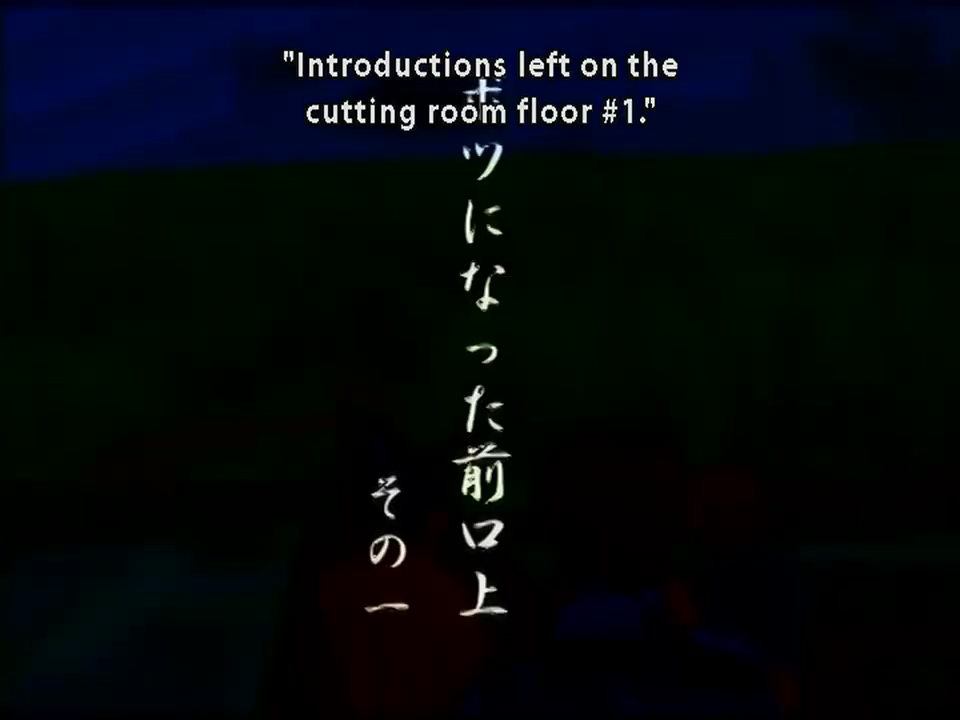 "Introductions left on the
cutting room floor #1."
ボツになった前口上
その一